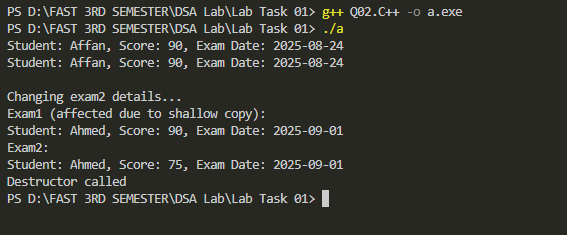 PS D:\FAST 3RD SEMESTER\DSA Lab\Lab Task 01> g++ Q02.C++ -o a.exe
PS D:\FAST 3RD SEMESTER\DSA Lab\Lab Task 01> ./a
Student: Affan, Score: 90, Exam Date: 2025-08-24
Student: Affan, Score: 90, Exam Date: 2025-08-24
Changing exam2 details...
Exam1 (affected due to shallow copy):
Student: Ahmed, Score: 90, Exam Date: 2025-09-01
Exam2:
Student: Ahmed, Score: 75, Exam Date: 2025-09-01
Destructor called
PS D:\FAST 3RD SEMESTER\DSA Lab\Lab Task 01>